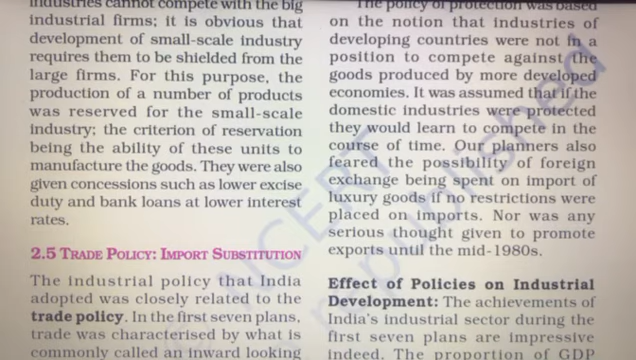 industries cannot compete with the big
industrial firms; it is obvious that
development of small-scale industry
requires them to be shielded from the
large firms. For this purpose, the
production of a number of products
was reserved for the small-scale
industry; the criterion of reservation
being the ability of these units to
manufacture the goods. They were also
given concessions such as lower excise
duty and bank loans at lower interest
rates.
2.5 TRADE POLICY: IMPORT SUBSTITUTION
The industrial policy that India
adopted was closely related to the
trade policy. In the first seven plans,
trade was characterised by what is
commonly called an inward looking
The policy of protection was based
on the notion that industries of
developing countries were not in a
position to compete against the
goods produced by more developed
economies. It was assumed that if the
domestic industries were protected
they would learn to compete in the
course of time. Our planners also
feared the possibility of foreign
exchange being spent on import of
luxury goods if no restrictions were
placed on imports. Nor was any
serious thought given to promote
exports until the mid-1980s.
Effect of Policies on Industrial
Development: The achievements of
India's industrial sector during the
first seven plans are impressive
indeed. The proportion of GDP
© NCERT
republished